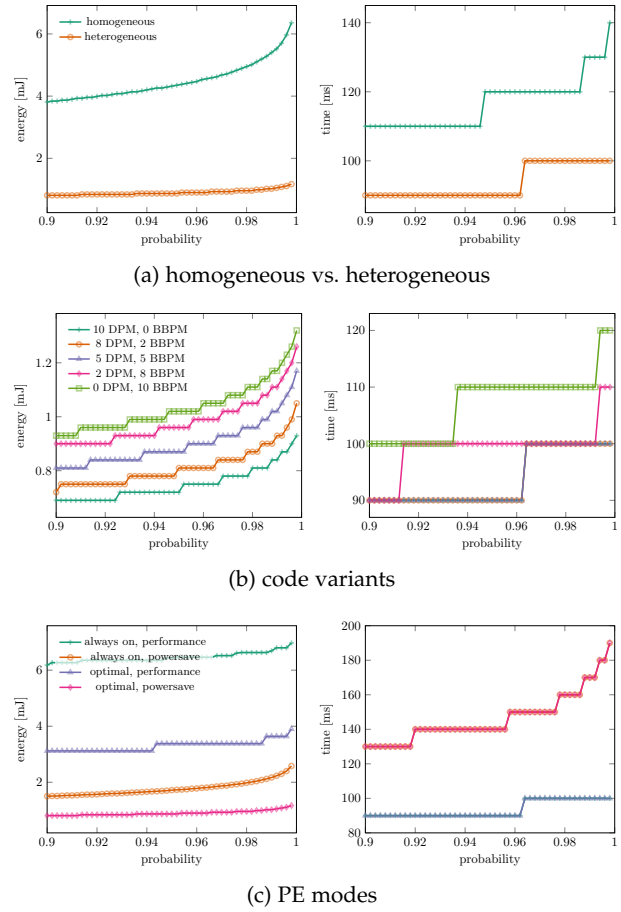 homogeneous
heterogeneous
6
4
2
0.9 0.92 0.94 0.96 0.98 1
probability
energy [mJ]
140
120
100
0.9 0.92 0.94 0.96 0.98 1
probability
time [ms]
(a) homogeneous vs. heterogeneous
10 DPM, 0 BBPM
8 DPM, 2 BBPM
5 DPM, 5 BBPM
2 DPM, 8 BBPM
0 DPM, 10 BBPM
1.2
1
0.8
0.9 0.92 0.94 0.96 0.98 1
probability
energy [mJ]
120
110
100
90
0.9 0.92 0.94 0.96 0.98 1
probability
time [ms]
(b) code variants
always on, performance
always on, powersave
optimal, performance
optimal, powersave
6
4
2
0.9 0.92 0.94 0.96 0.98 1
probability
energy [mJ]
200
180
160
140
120
100
80
0.9 0.92 0.94 0.96 0.98 1
probability
time [ms]
(c) PE modes